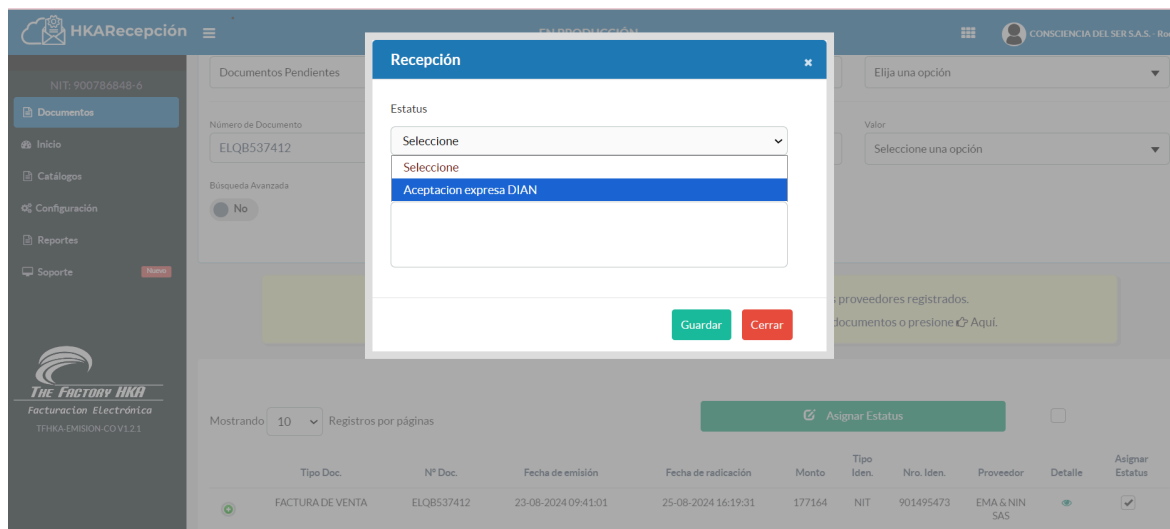 HKARecepción
EN PRODUCCIÓN
CONSCIENCIA DEL SER S.A.S. - Ro
NIT: 900786848-6
Documentos
Inicio
Catálogos
Configuración
Reportes
Soporte
Nuevo
THE FACTORY HKA
Facturacion Electrónica
TFHKA-EMISION-CO V1.2.1
Documentos Pendientes
Elija una opción
Número de Documento
ELQB537412
Valor
Seleccione una opción
Búsqueda Avanzada
No
Recepción
×
Estatus
Seleccione
Seleccione
Aceptacion expresa DIAN
Guardar
Cerrar
proveedores registrados.
documentos o presione Aquí.
Mostrando 10 Registros por páginas
Asignar Estatus
Tipo Doc. N° Doc. Fecha de emisión Fecha de radicación Monto Tipo Iden. Nro. Iden. Proveedor Detalle Asignar Estatus
FACTURA DE VENTA ELQB537412 23-08-2024 09:41:01 25-08-2024 16:19:31 177164 NIT 901495473 EMA & NIN SAS